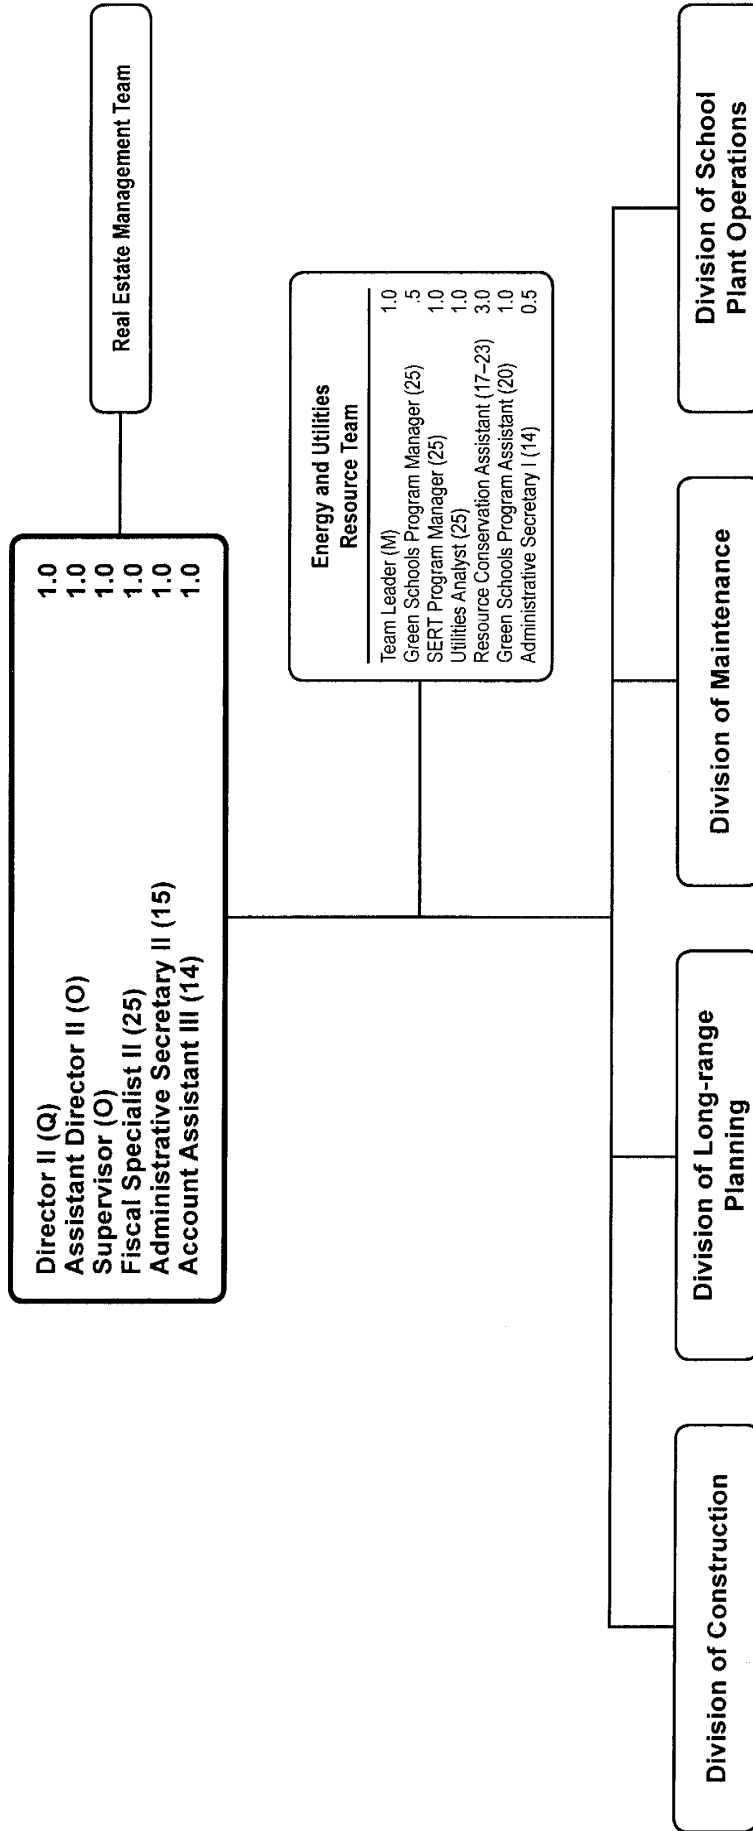 Director II (Q) 1.0
Assistant Director II (O) 1.0
Supervisor (O) 1.0
Fiscal Specialist II (25) 1.0
Administrative Secretary II (15) 1.0
Account Assistant III (14) 1.0
Real Estate Management Team
Energy and Utilities
Resource Team
Team Leader (M) 1.0
Green Schools Program Manager (25) .5
SERT Program Manager (25) 1.0
Utilities Analyst (25) 1.0
Resource Conservation Assistant (17–23) 3.0
Green Schools Program Assistant (20) 1.0
Administrative Secretary I (14) 0.5
Division of Construction
Division of Long-range
Planning
Division of Maintenance
Division of School
Plant Operations